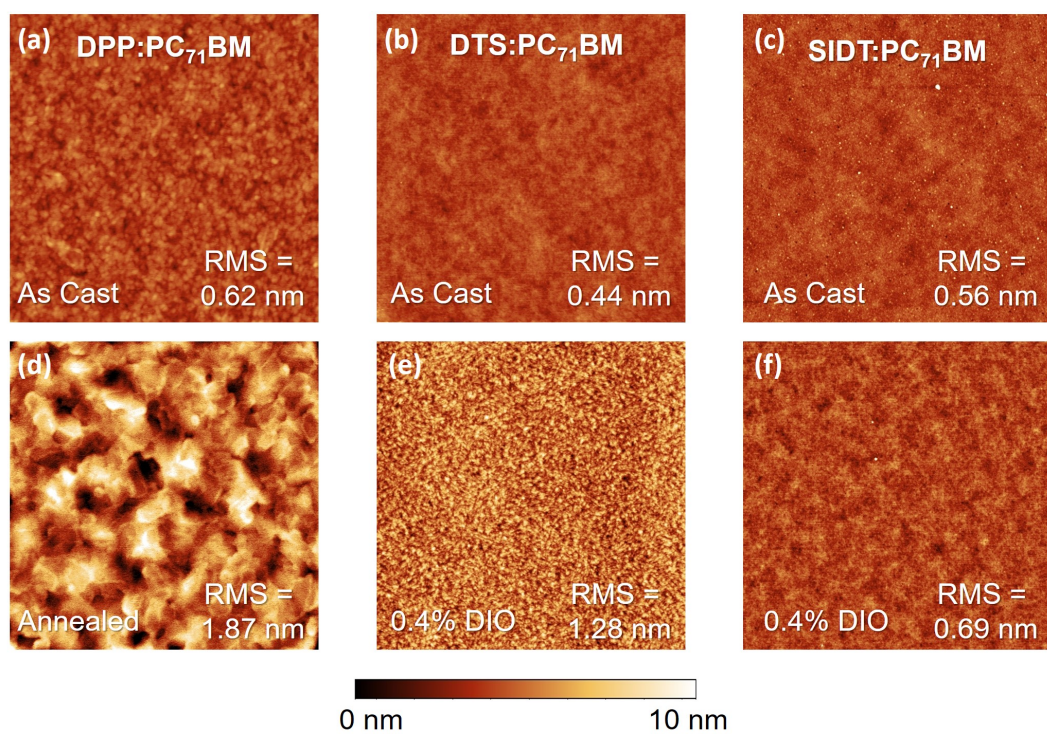 (a) DPP:PC₇₁BM
As Cast
RMS =
0.62 nm
(b) DTS:PC₇₁BM
As Cast
RMS =
0.44 nm
(c) SIDT:PC₇₁BM
As Cast
RMS =
0.56 nm
(d)
Annealed
RMS =
1.87 nm
(e)
0.4% DIO
RMS =
1.28 nm
(f)
0.4% DIO
RMS =
0.69 nm
0 nm
10 nm